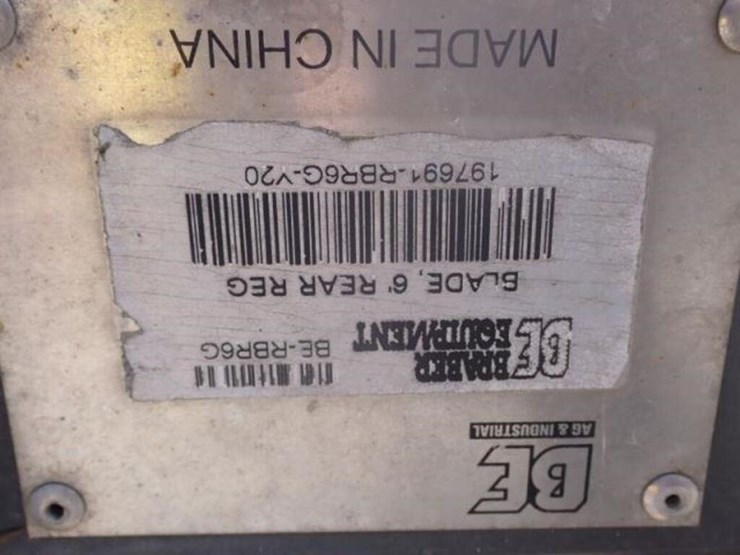 BE
AG & INDUSTRIAL
BE BRABER EQUIPMENT
BE-RBR6G
BLADE, 6' REAR REG
197691-RBR6G-Y20
MADE IN CHINA